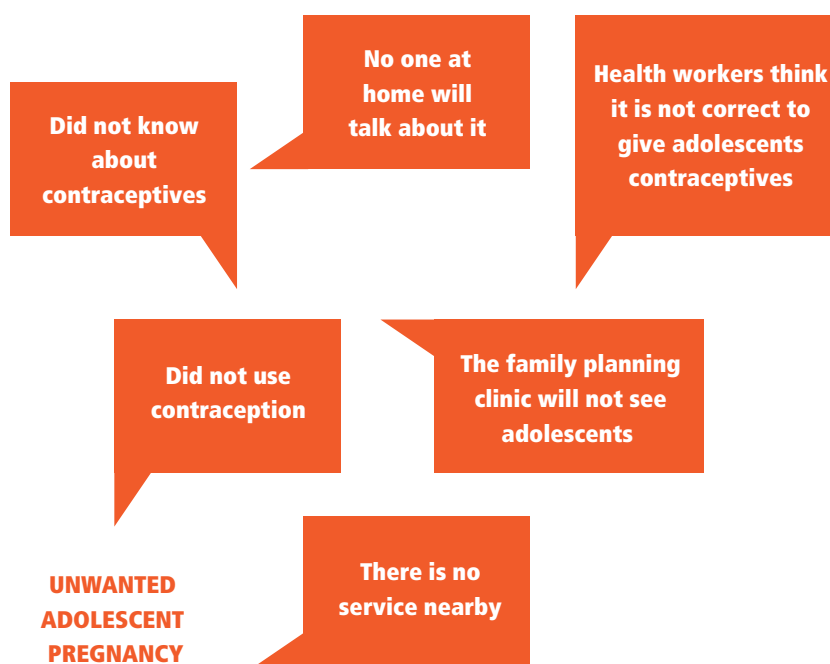 No one at
home will
talk about it
Health workers think
it is not correct to
give adolescents
contraceptives
Did not know
about
contraceptives
Did not use
contraception
The family planning
clinic will not see
adolescents
There is no
service nearby
UNWANTED
ADOLESCENT
PREGNANCY